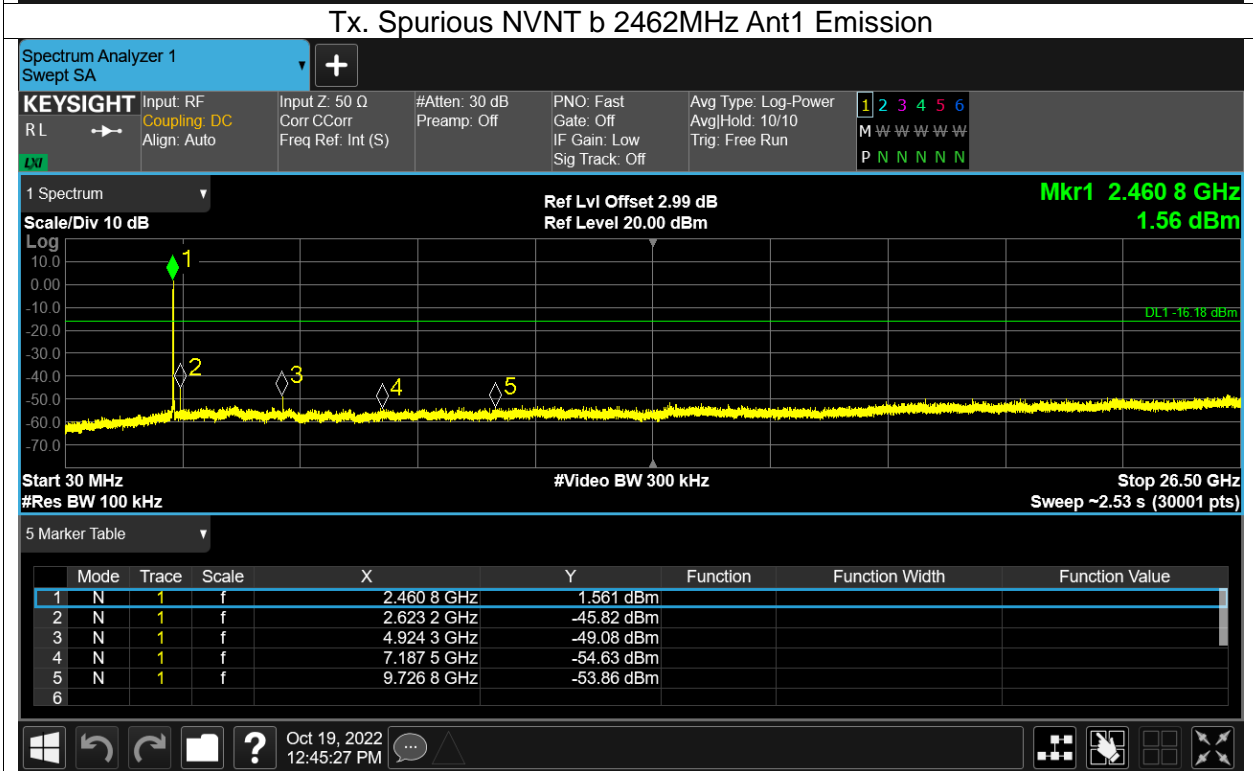 Tx. Spurious NVNT b 2462MHz Ant1 Emission
Spectrum Analyzer 1
Swept SA
+
KEYSIGHT Input: RF Input Z: 50 Ω #Atten: 30 dB PNO: Fast Avg Type: Log-Power 1 2 3 4 5 6
RL Coupling: DC Corr CCorr Preamp: Off Gate: Off Avg|Hold: 10/10 M W W W W W
Align: Auto Freq Ref: Int (S) IF Gain: Low Trig: Free Run
LXI Sig Track: Off P N N N N N
1 Spectrum Ref Lvl Offset 2.99 dB Mkr1 2.460 8 GHz
Scale/Div 10 dB Ref Level 20.00 dBm 1.56 dBm
Log
10.0 1
0.00
-10.0 DL1 -16.18 dBm
-20.0
-30.0
-40.0 2 3 4 5
-50.0
-60.0
-70.0
Start 30 MHz #Video BW 300 kHz Stop 26.50 GHz
#Res BW 100 kHz Sweep ~2.53 s (30001 pts)
5 Marker Table
Mode Trace Scale X Y Function Function Width Function Value
1 N 1 f 2.460 8 GHz 1.561 dBm
2 N 1 f 2.623 2 GHz -45.82 dBm
3 N 1 f 4.924 3 GHz -49.08 dBm
4 N 1 f 7.187 5 GHz -54.63 dBm
5 N 1 f 9.726 8 GHz -53.86 dBm
6
? Oct 19, 2022
12:45:27 PM